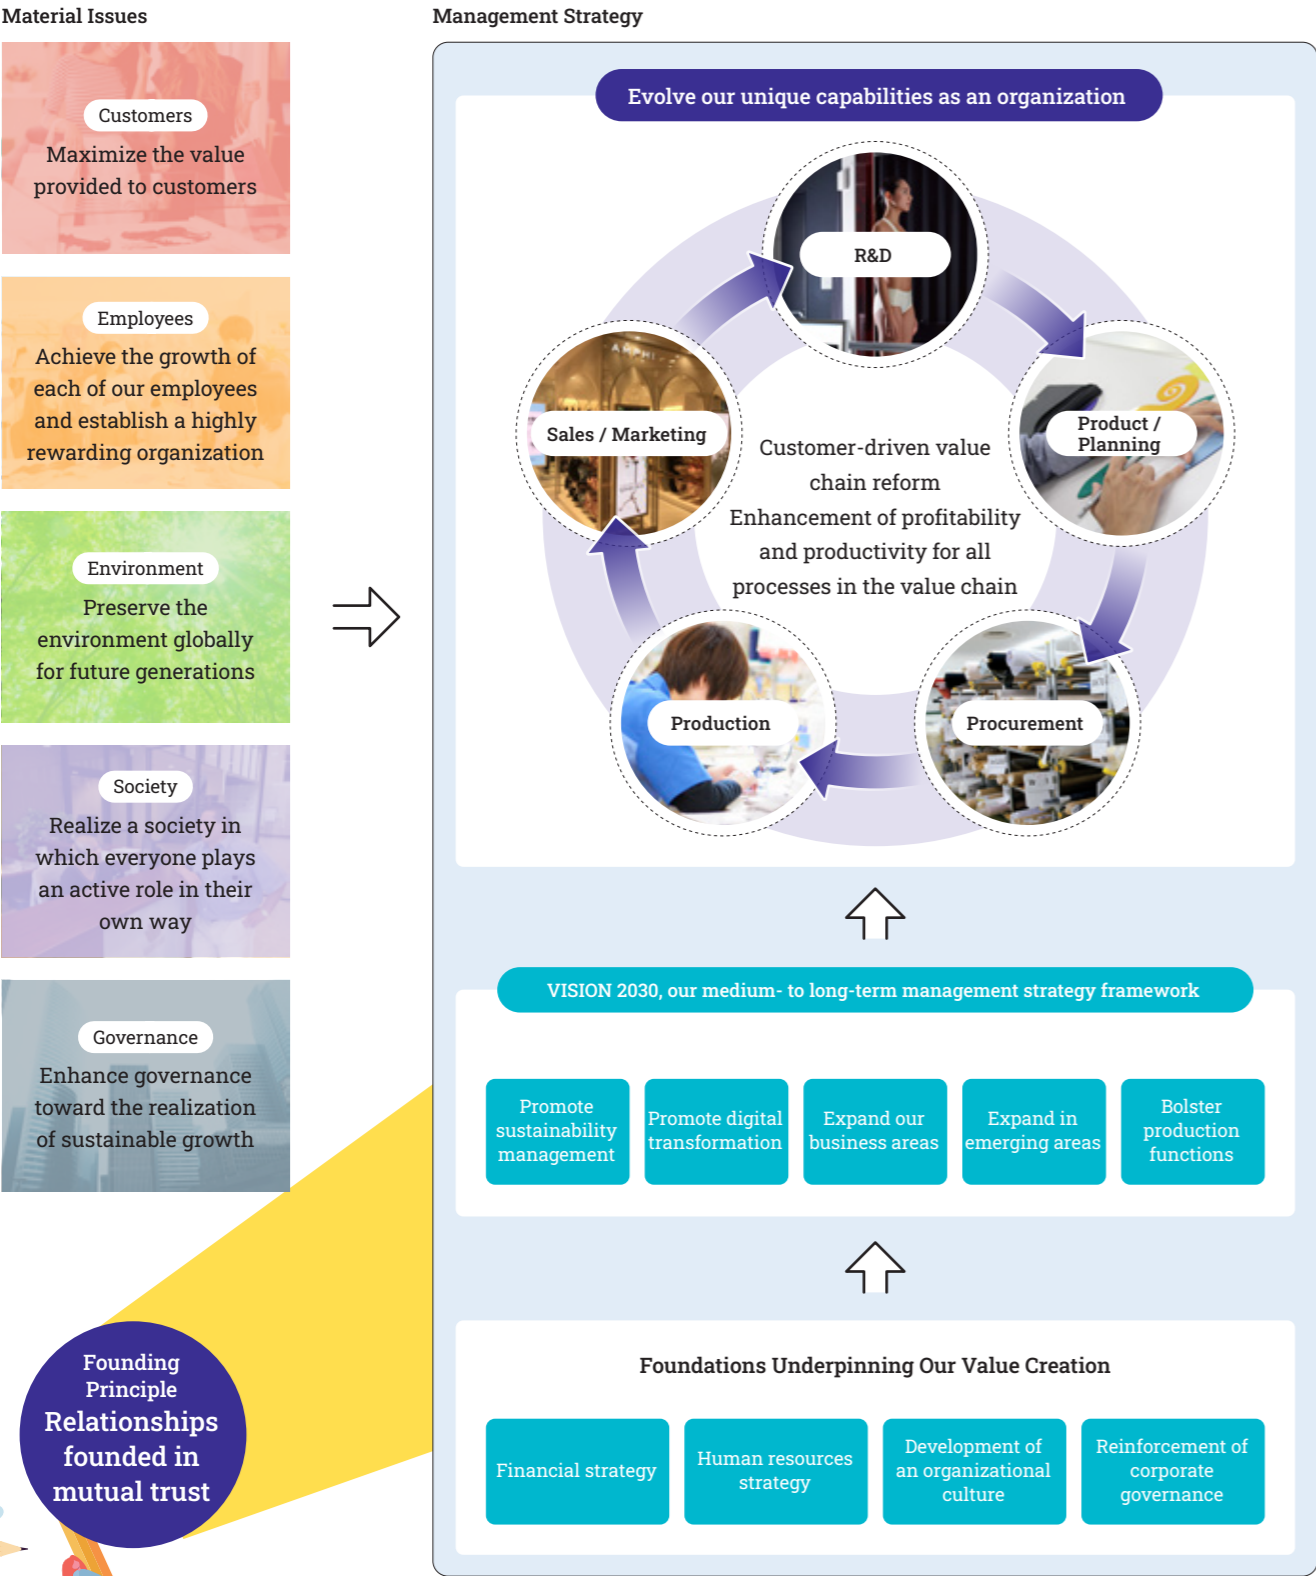 Material Issues
Customers
Maximize the value
provided to customers
Employees
Achieve the growth of
each of our employees
and establish a highly
rewarding organization
Environment
Preserve the
environment globally
for future generations
Society
Realize a society in
which everyone plays
an active role in their
own way
Governance
Enhance governance
toward the realization
of sustainable growth
Founding
Principle
Relationships
founded in
mutual trust
Management Strategy
Evolve our unique capabilities as an organization
R&D
Product /
Planning
Procurement
Production
Sales / Marketing
AMPHI
Customer-driven value
chain reform
Enhancement of profitability
and productivity for all
processes in the value chain
VISION 2030, our medium- to long-term management strategy framework
Promote
sustainability
management
Promote digital
transformation
Expand our
business areas
Expand in
emerging areas
Bolster
production
functions
Foundations Underpinning Our Value Creation
Financial strategy
Human resources
strategy
Development of
an organizational
culture
Reinforcement of
corporate
governance